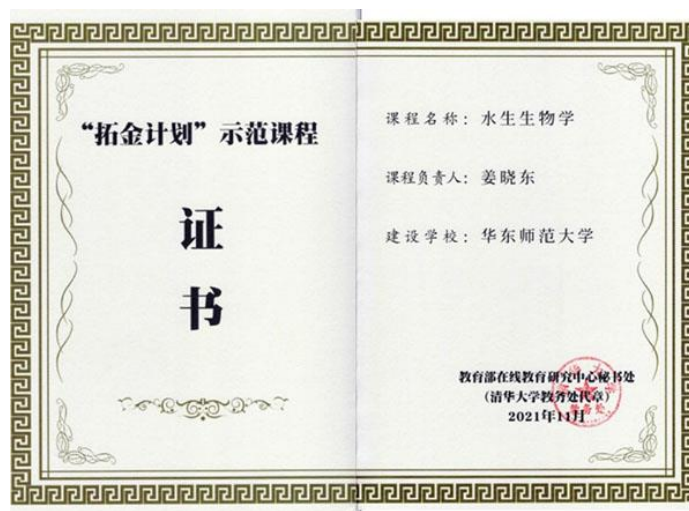 “拓金计划”示范课程
证
书
课程名称：水生生物学
课程负责人：姜晓东
建设学校：华东师范大学
教育部在线教育研究中心秘书处
（清华大学教务处代章）
2021年11月